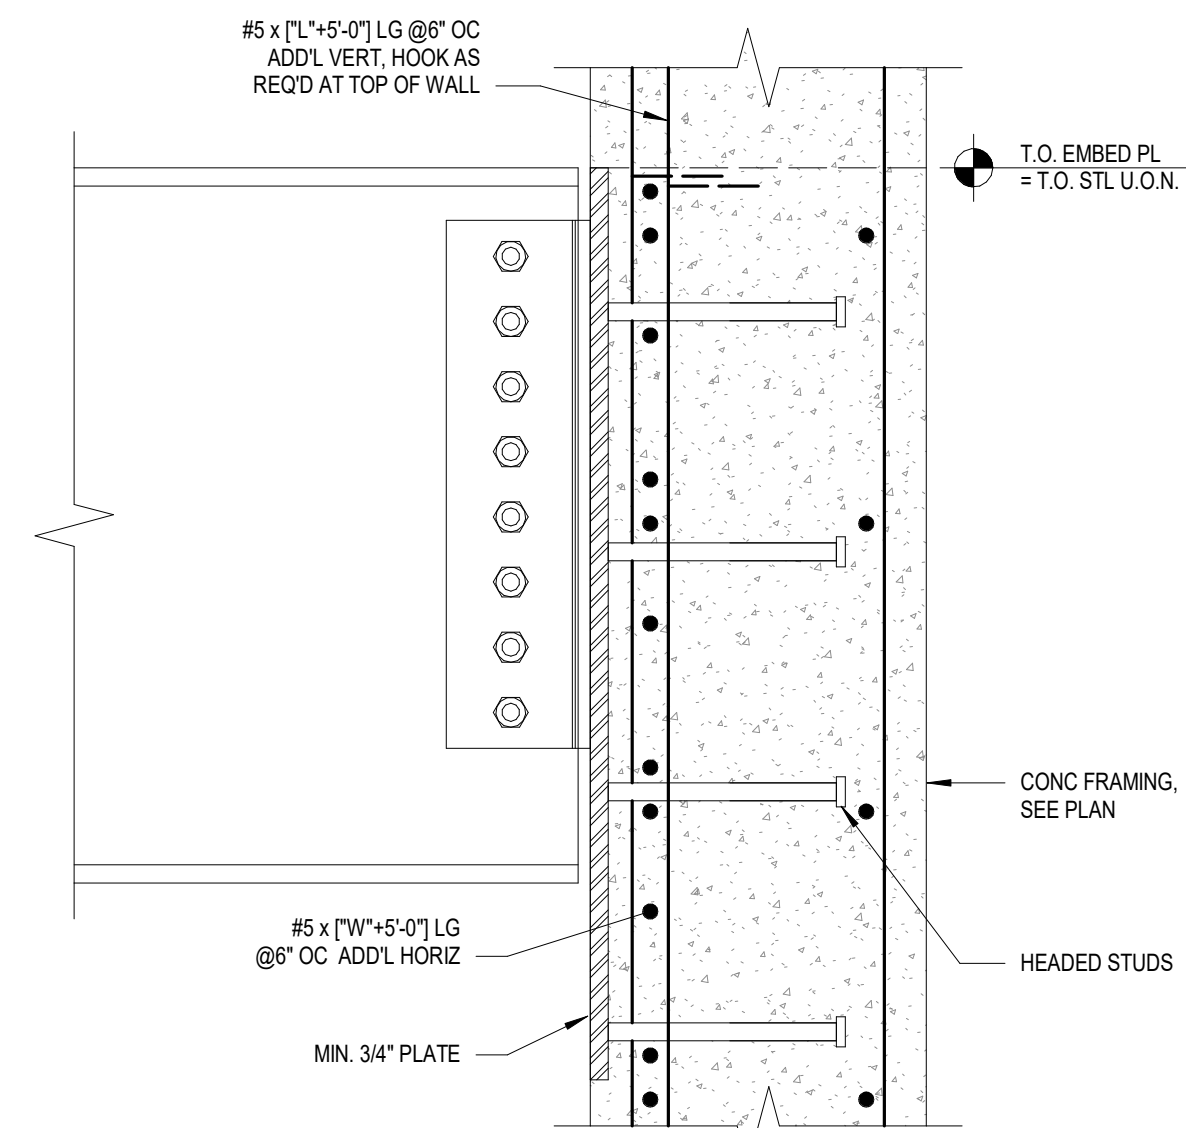 #5 x ["L"+5'-0"] LG @6" OC
ADD'L VERT, HOOK AS
REQ'D AT TOP OF WALL
T.O. EMBED PL
= T.O. STL U.O.N.
CONC FRAMING,
SEE PLAN
#5 x ["W"+5'-0"] LG
@6" OC ADD'L HORIZ
HEADED STUDS
MIN. 3/4" PLATE